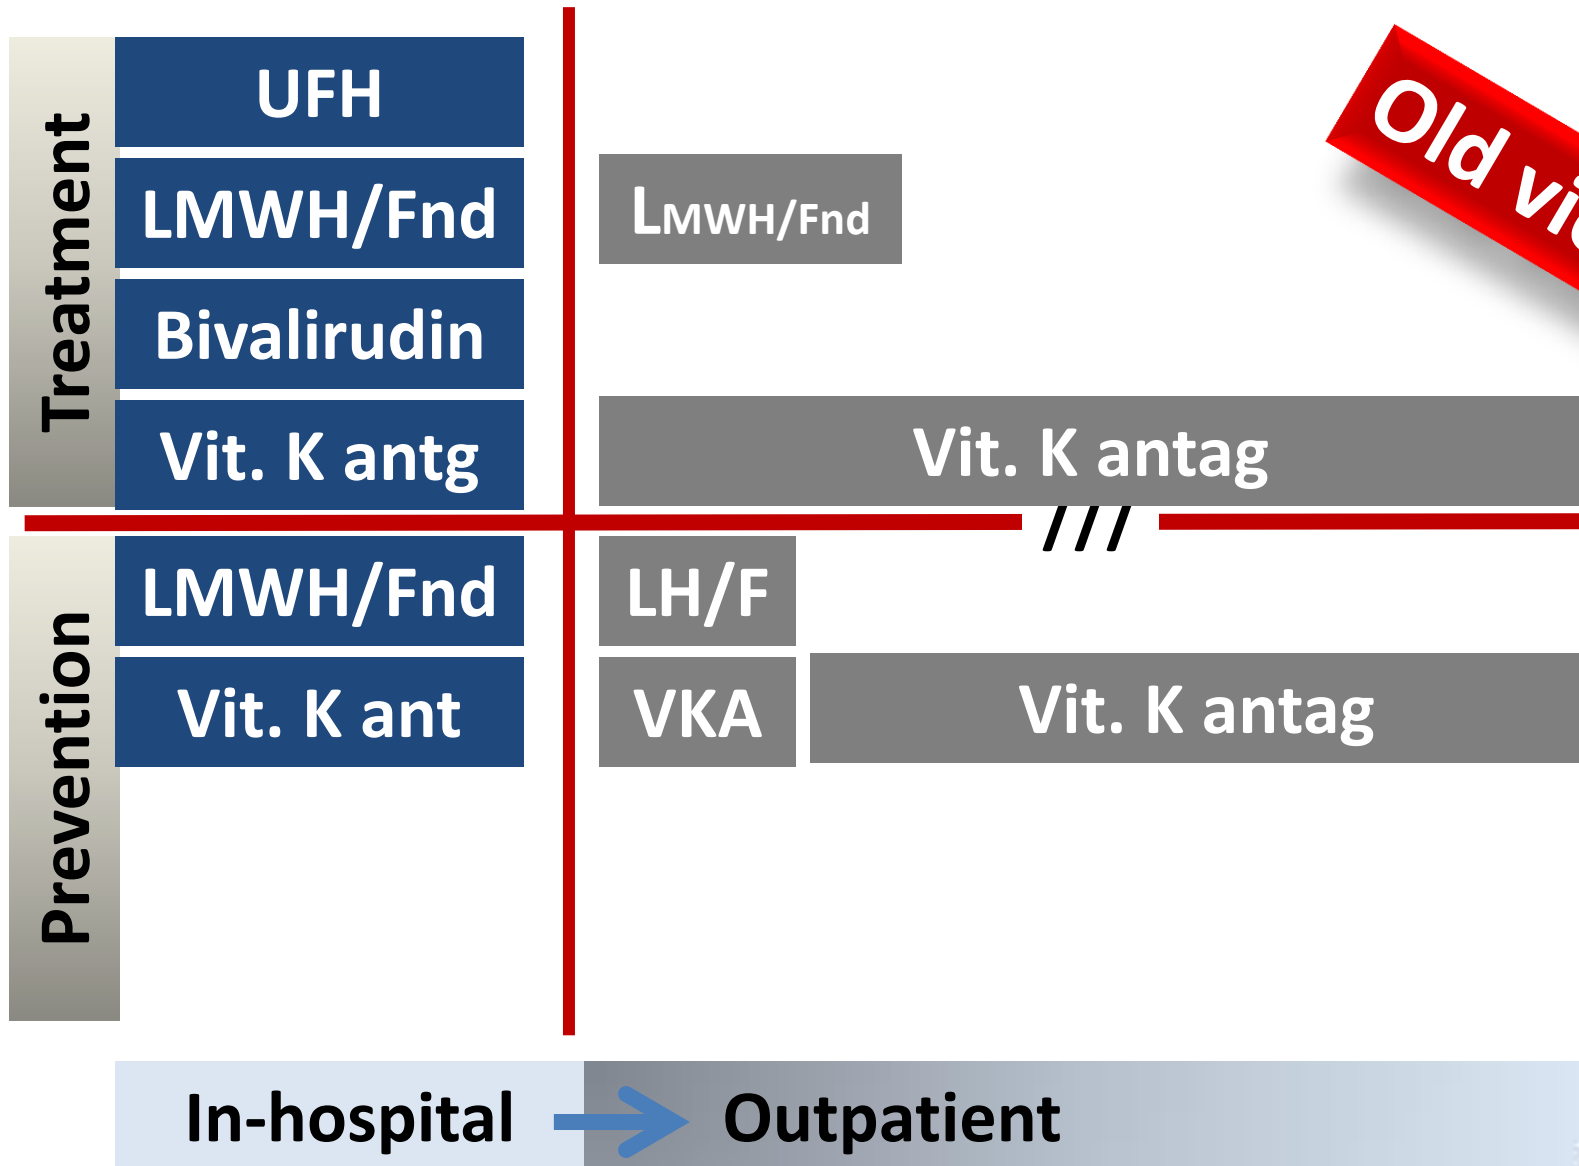 Treatment
UFH
LMWH/Fnd
LMWH/Fnd
Bivalirudin
Vit. K antg
Vit. K antag
Old
///
Prevention
LMWH/Fnd
LH/F
Vit. K ant
VKA
Vit. K antag
In-hospital
Outpatient